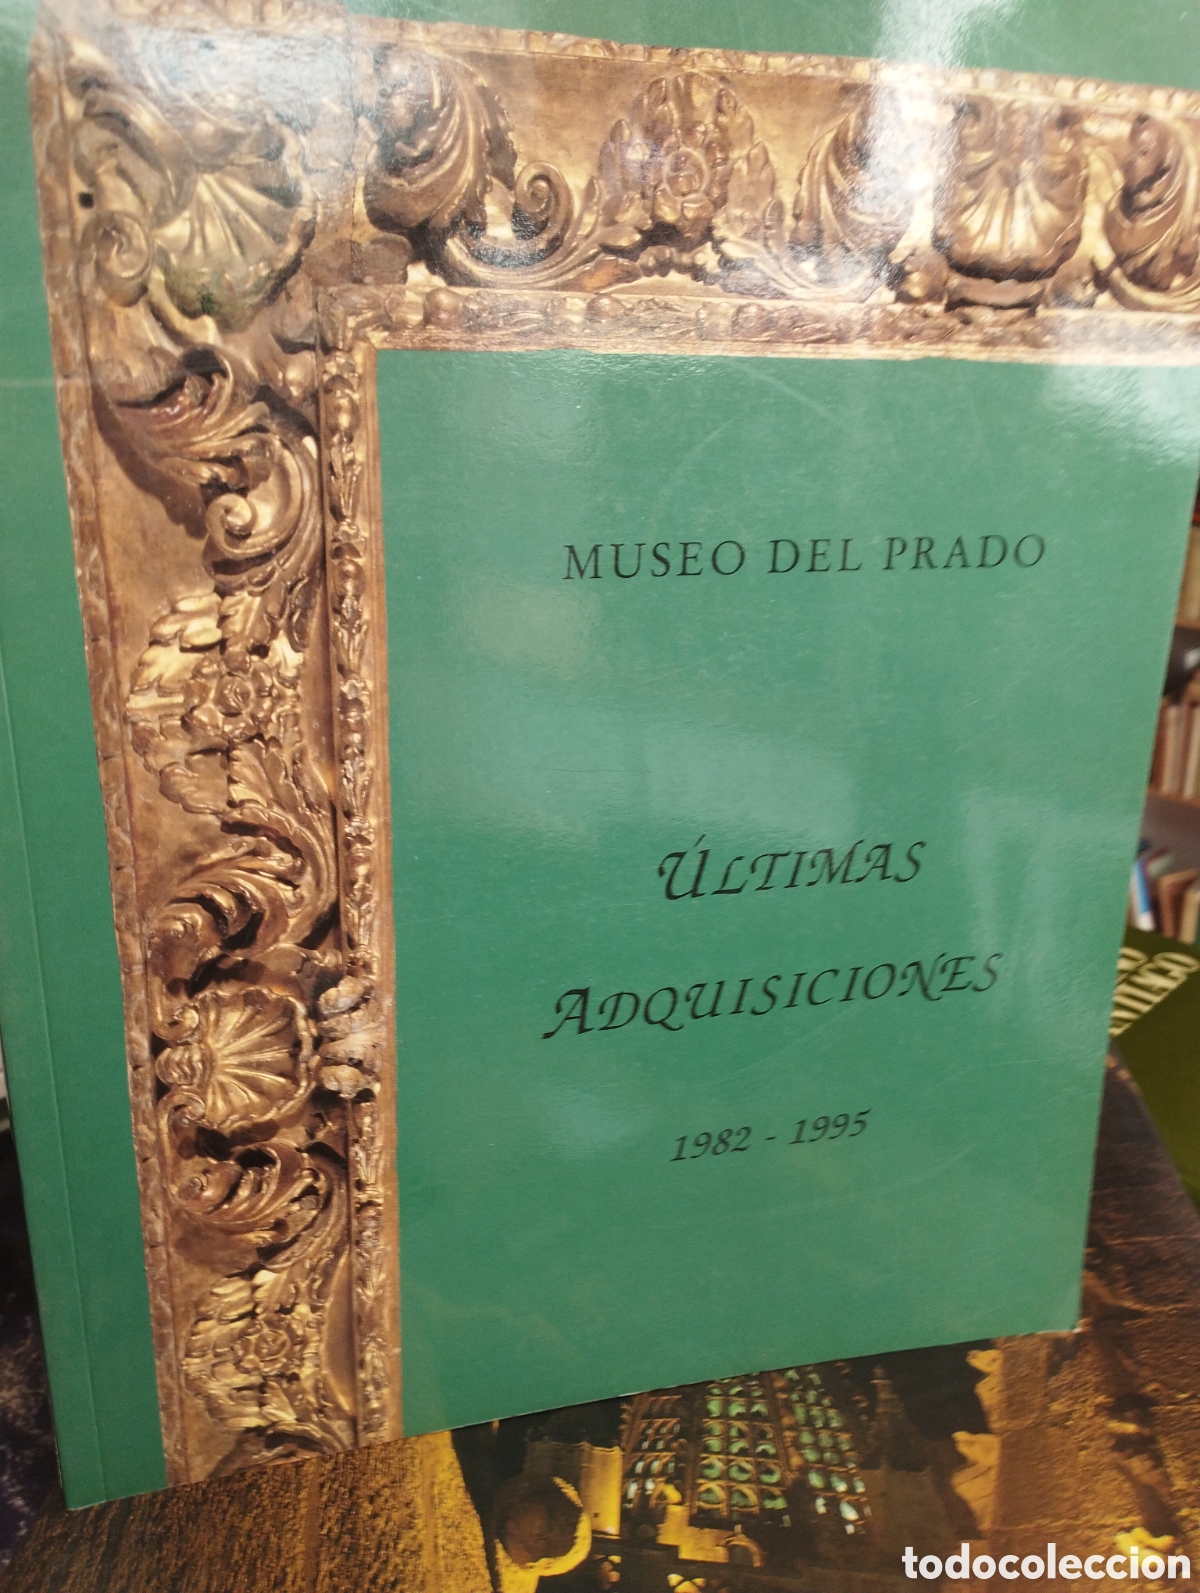 MUSEO DEL PRADO
ÚLTIMAS
ADQUISICIONES
1982 - 1995
todocoleccion